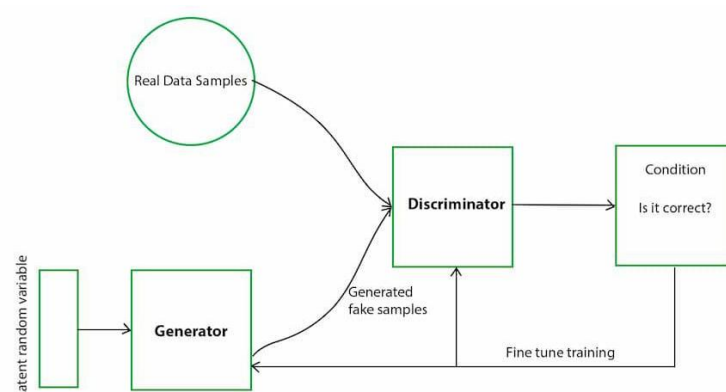 Real Data Samples
Condition
Is it correct?
Discriminator
Generated
fake samples
Generator
atent random variable
Fine tune training